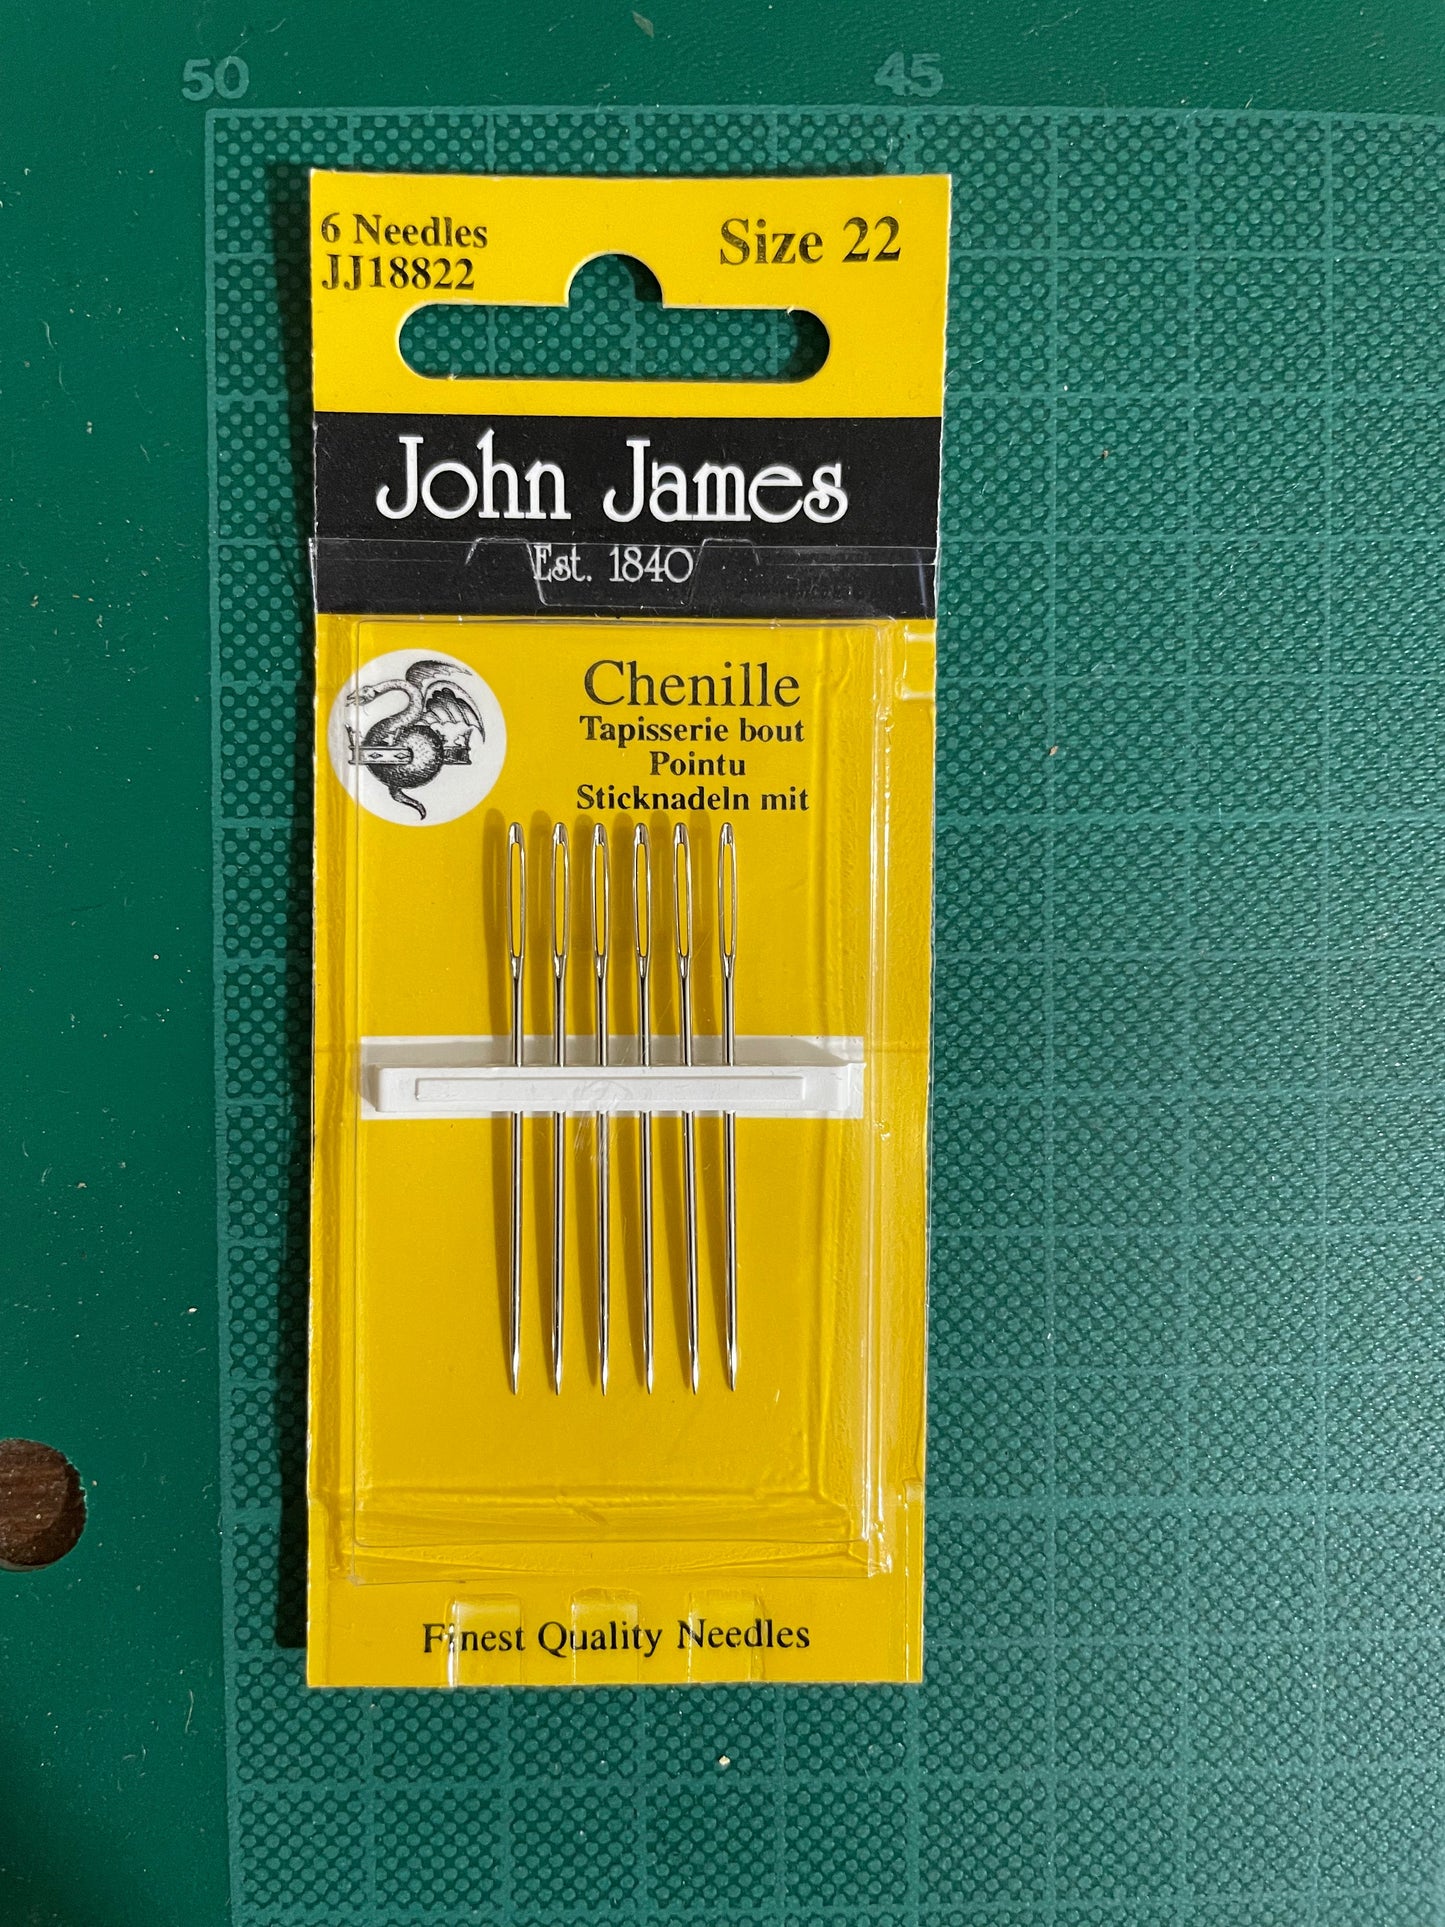 50
45
6 Needles
JJ18822
Size 22
John James
Est. 1840
Chenille
Tapisserie bout
Pointu
Sticknadeln mit
Finest Quality Needles